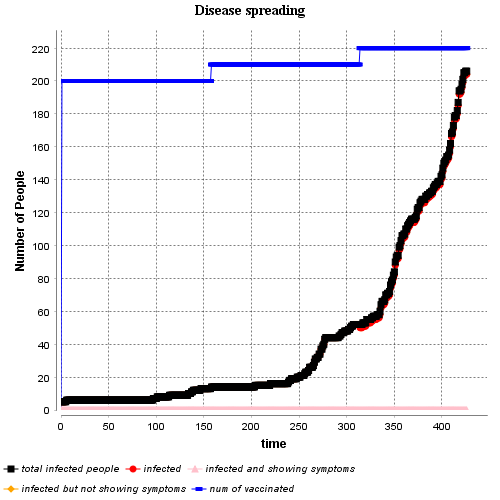 Disease spreading
Number of People
220
200
180
160
140
120
100
80
60
40
20
0
0 50 100 150 200 250 300 350 400
time
total infected people infected infected and showing symptoms
infected but not showing symptoms num of vaccinated